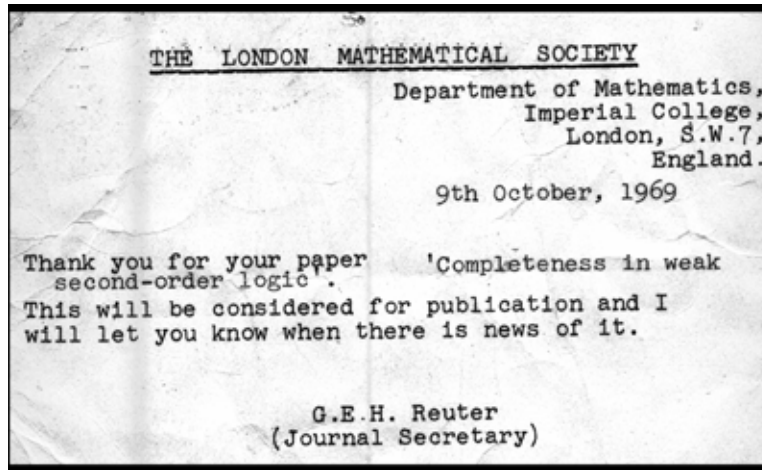 THE LONDON MATHEMATICAL SOCIETY
Department of Mathematics,
Imperial College,
London, S.W.7,
England.
9th October, 1969
Thank you for your paper 'Completeness in weak
second-order logic'.
This will be considered for publication and I
will let you know when there is news of it.
G.E.H. Reuter
(Journal Secretary)